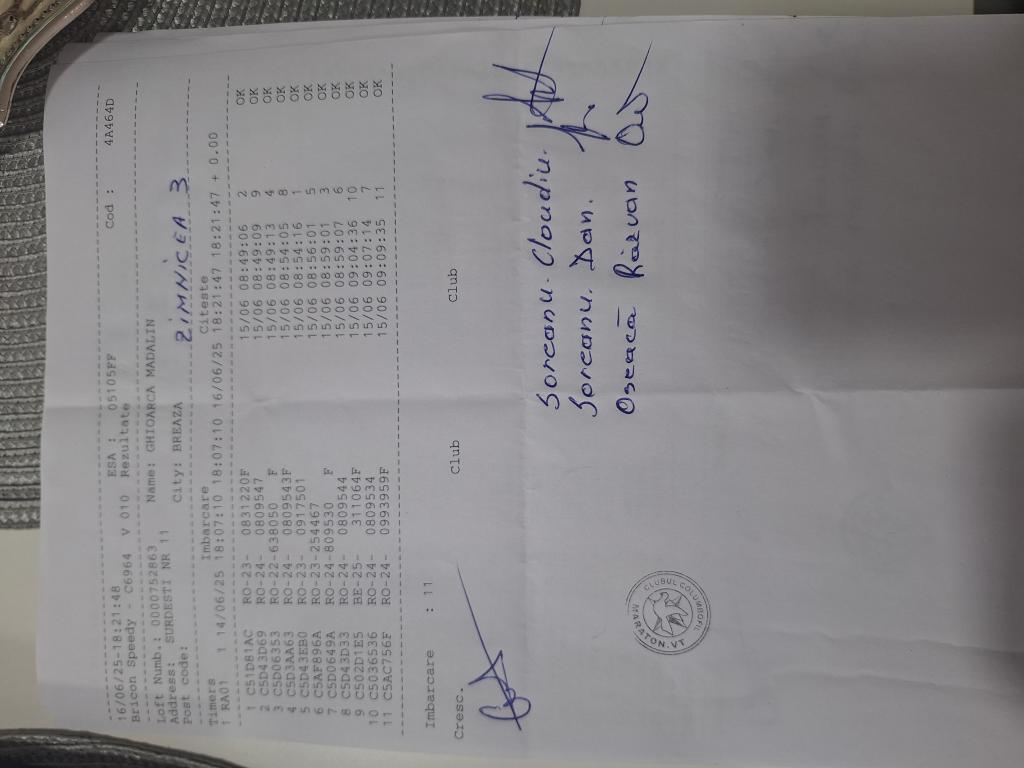 16/06/25-18:21:48 ESA : 05105FF Cod : 4A464D
Bricon Speedy - C6964 V 010 Rezultate
Loft Numb.: 0000752863 Name: GHIOARCA MADALIN
Address: SURDESTI NR 11 City: BREAZA
Post code:
ZIMNICEA 3
Imbarcare Citeste
Timers 1 14/06/25 18:07:10 18:07:10 16/06/25 18:21:47 18:21:47 + 0.00
1 RA01
1 C51D81AC RO-23- 0831220F 15/06 08:49:06 2 OK
2 C5D43D69 RO-24- 0809547 15/06 08:49:09 9 OK
3 C5D06353 RO-22-638050 F 15/06 08:49:13 4 OK
4 C5D3AA63 RO-24- 0809543F 15/06 08:54:05 8 OK
5 C5D43FB0 RO-23- 0917501 15/06 08:54:16 1 OK
6 C5AF896A RO-23-254467 15/06 08:56:01 5 OK
7 C5D0649A RO-24-809530 F 15/06 08:59:01 3 OK
8 C5D43D33 RO-24- 0809544 15/06 08:59:07 6 OK
9 C502D1E5 BE-25- 311064F 15/06 09:04:36 10 OK
10 C5036536 RO-24- 0809534 15/06 09:07:14 7 OK
11 C5AC756F RO-24- 0993959F 15/06 09:09:35 11 OK
Imbarcare : 11
Cresc. Club Club
Soreanu Claudiu.
Soreanu. Dan.
Oseacă Răzvan
CLUBUL COLUMBOFIL
MARATON.VT